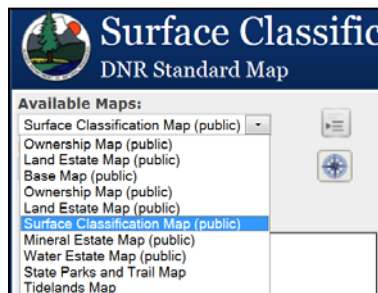 Surface Classific
DNR Standard Map
Available Maps:
Surface Classification Map (public)
Ownership Map (public)
Land Estate Map (public)
Base Map (public)
Ownership Map (public)
Land Estate Map (public)
Surface Classification Map (public)
Mineral Estate Map (public)
Water Estate Map (public)
State Parks and Trail Map
Tidelands Map